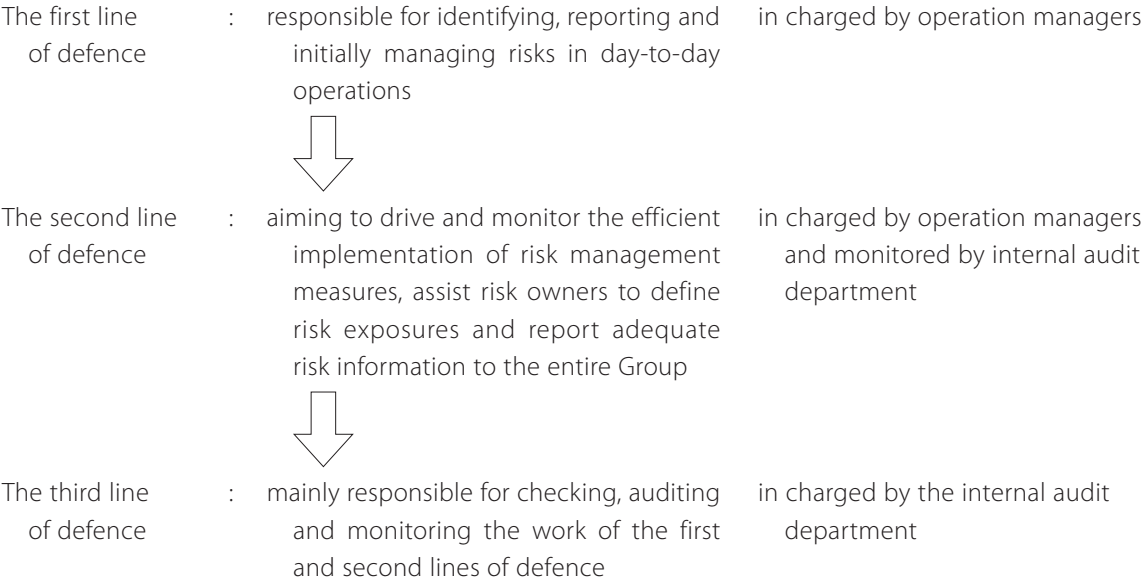 The first line : responsible for identifying, reporting and in charged by operation managers
of defence initially managing risks in day-to-day
operations
The second line : aiming to drive and monitor the efficient in charged by operation managers
of defence implementation of risk management and monitored by internal audit
measures, assist risk owners to define department
risk exposures and report adequate
risk information to the entire Group
The third line : mainly responsible for checking, auditing in charged by the internal audit
of defence and monitoring the work of the first department
and second lines of defence